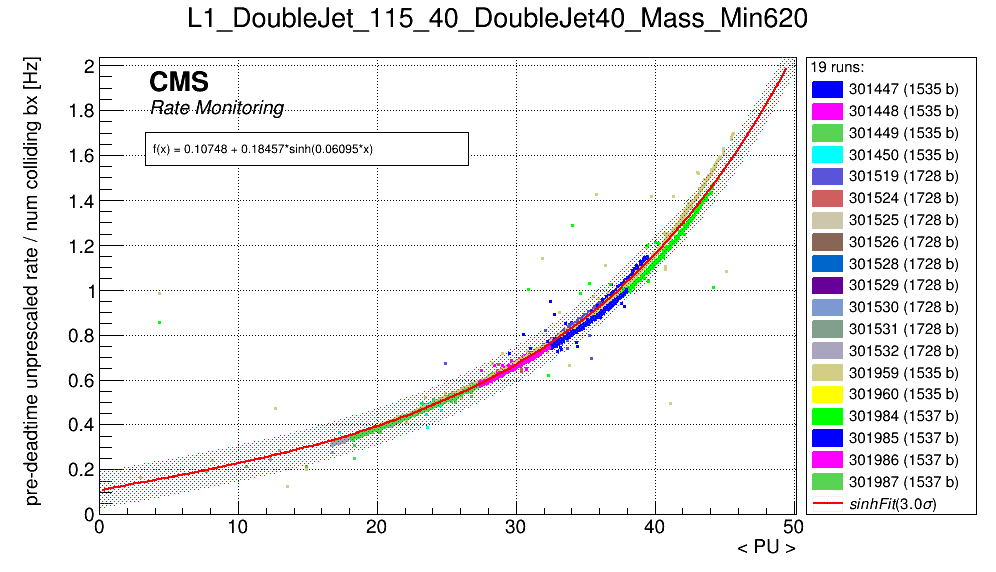 L1_DoubleJet_115_40_DoubleJet40_Mass_Min620
pre-deadtime unprescaled rate / num colliding bx [Hz]
CMS
Rate Monitoring
f(x) = 0.10748 + 0.18457*sinh(0.06095*x)
2
1.8
1.6
1.4
1.2
1
0.8
0.6
0.4
0.2
0
0 10 20 30 40 50
< PU >
19 runs:
301447 (1535 b)
301448 (1535 b)
301449 (1535 b)
301450 (1535 b)
301519 (1728 b)
301524 (1728 b)
301525 (1728 b)
301526 (1728 b)
301528 (1728 b)
301529 (1728 b)
301530 (1728 b)
301531 (1728 b)
301532 (1728 b)
301959 (1535 b)
301960 (1535 b)
301984 (1537 b)
301985 (1537 b)
301986 (1537 b)
301987 (1537 b)
sinhFit(3.0σ)